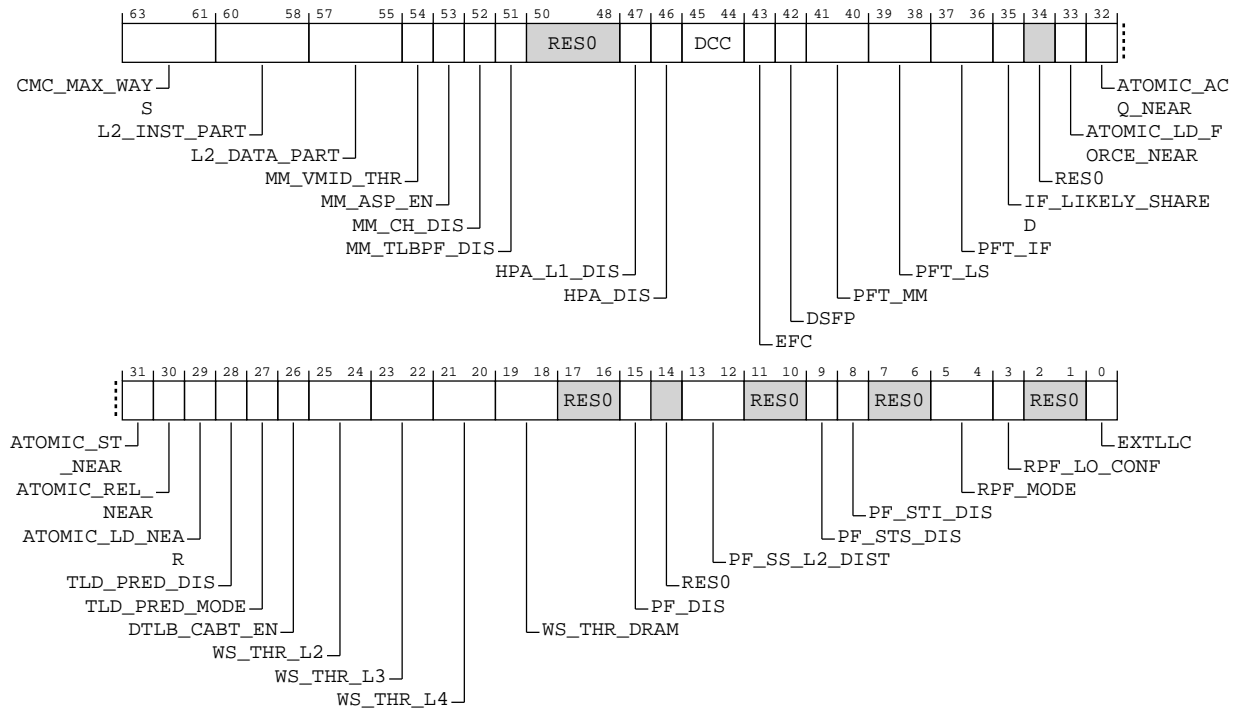 63 61 60 58 57 55 54 53 52 51 50 48 47 46 45 44 43 42 41 40 39 38 37 36 35 34 33 32
RES0 DCC
CMC_MAX_WAY ATOMIC_AC
S Q_NEAR
L2_INST_PART ATOMIC_LD_F
L2_DATA_PART ORCE_NEAR
MM_VMID_THR RES0
MM_ASP_EN IF_LIKELY_SHARE
MM_CH_DIS D
MM_TLBPF_DIS PFT_IF
HPA_L1_DIS PFT_LS
HPA_DIS PFT_MM
DSFP
EFC
31 30 29 28 27 26 25 24 23 22 21 20 19 18 17 16 15 14 13 12 11 10 9 8 7 6 5 4 3 2 1 0
RES0 RES0 RES0 RES0
ATOMIC_ST EXTLLC
_NEAR RPF_LO_CONF
ATOMIC_REL_ RPF_MODE
NEAR PF_STI_DIS
ATOMIC_LD_NEA PF_STS_DIS
R PF_SS_L2_DIST
TLD_PRED_DIS RES0
TLD_PRED_MODE PF_DIS
DTLB_CABT_EN WS_THR_DRAM
WS_THR_L2
WS_THR_L3
WS_THR_L4